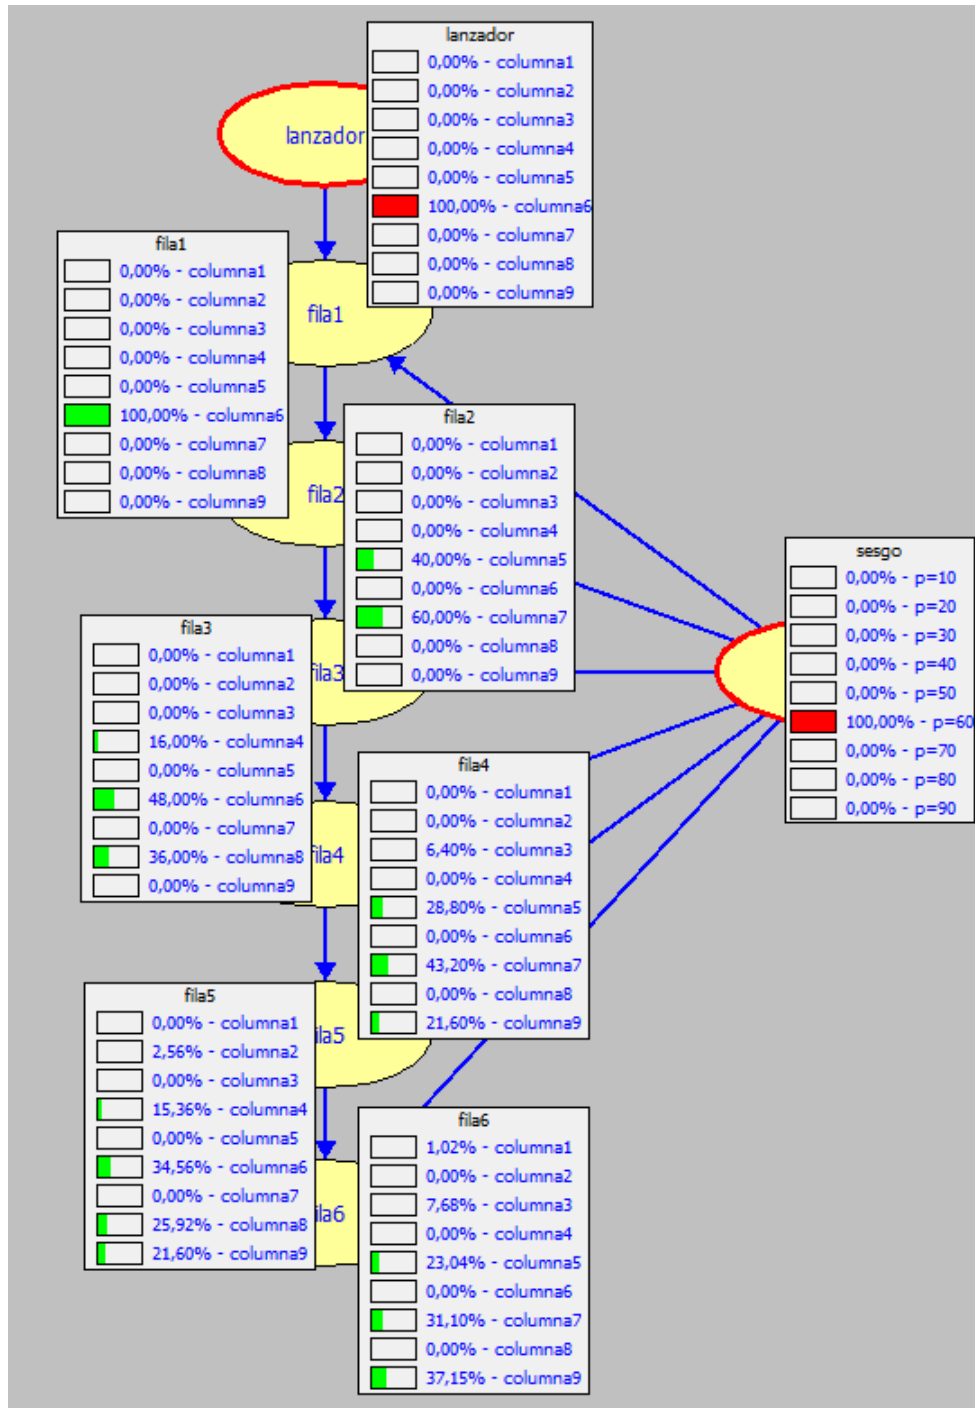 lanzador
0,00% - columna1
0,00% - columna2
0,00% - columna3
0,00% - columna4
0,00% - columna5
100,00% - columna6
0,00% - columna7
0,00% - columna8
0,00% - columna9
lanzador
fila1
0,00% - columna1
0,00% - columna2
0,00% - columna3
0,00% - columna4
0,00% - columna5
100,00% - columna6
0,00% - columna7
0,00% - columna8
0,00% - columna9
fila1
fila2
0,00% - columna1
0,00% - columna2
0,00% - columna3
0,00% - columna4
40,00% - columna5
0,00% - columna6
60,00% - columna7
0,00% - columna8
0,00% - columna9
fila2
sesgo
0,00% - p=10
0,00% - p=20
0,00% - p=30
0,00% - p=40
0,00% - p=50
100,00% - p=60
0,00% - p=70
0,00% - p=80
0,00% - p=90
fila3
0,00% - columna1
0,00% - columna2
0,00% - columna3
16,00% - columna4
0,00% - columna5
48,00% - columna6
0,00% - columna7
36,00% - columna8
0,00% - columna9
fila3
fila4
0,00% - columna1
0,00% - columna2
6,40% - columna3
0,00% - columna4
28,80% - columna5
0,00% - columna6
43,20% - columna7
0,00% - columna8
21,60% - columna9
fila4
fila5
0,00% - columna1
2,56% - columna2
0,00% - columna3
15,36% - columna4
0,00% - columna5
34,56% - columna6
0,00% - columna7
25,92% - columna8
21,60% - columna9
fila5
fila6
1,02% - columna1
0,00% - columna2
7,68% - columna3
0,00% - columna4
23,04% - columna5
0,00% - columna6
31,10% - columna7
0,00% - columna8
37,15% - columna9
ila6